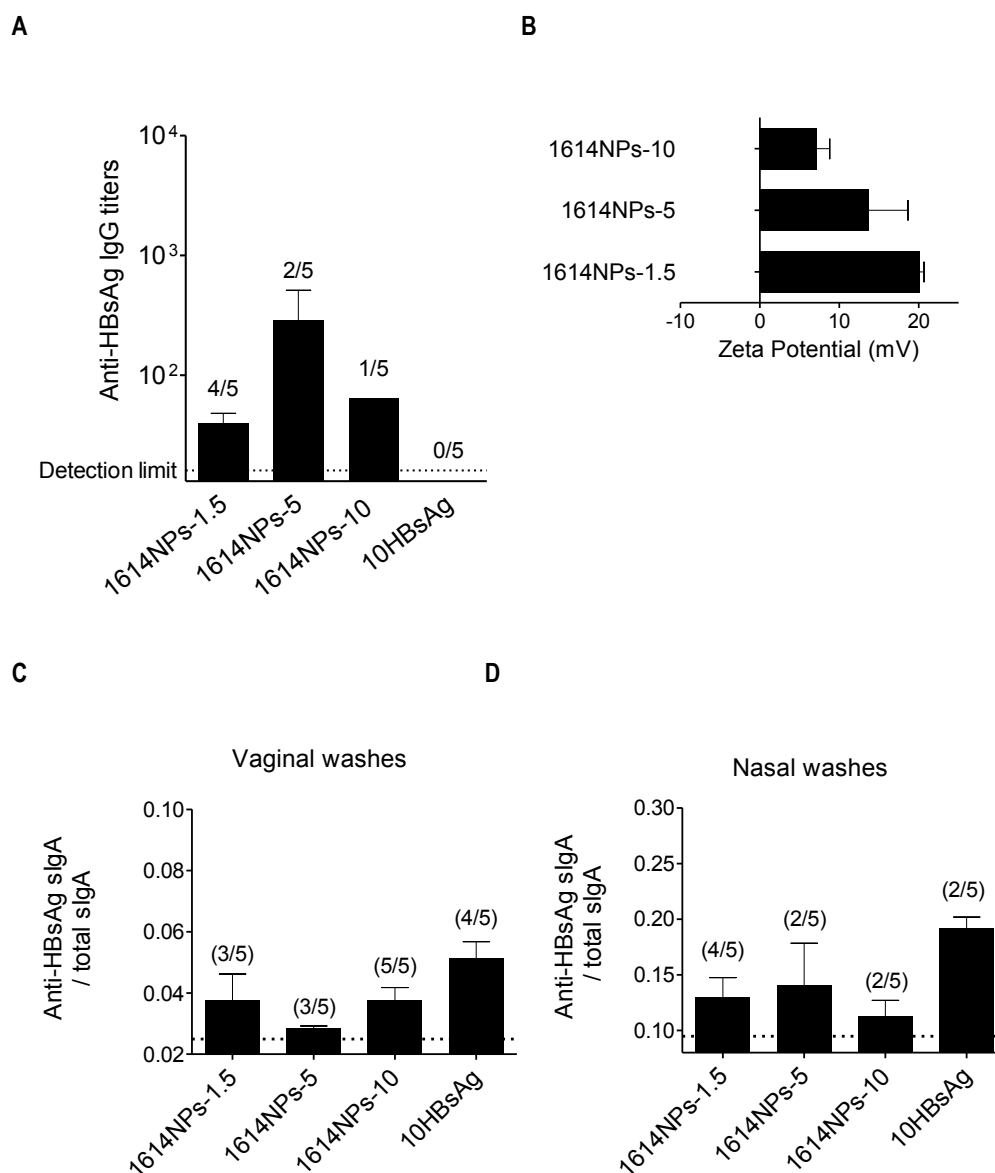 A
Anti-HBsAg IgG titers
10⁴
10³
10²
4/5
2/5
1/5
0/5
Detection limit
1614NPs-1.5
1614NPs-5
1614NPs-10
10HBsAg
B
1614NPs-10
1614NPs-5
1614NPs-1.5
-10
0
10
20
Zeta Potential (mV)
C
Vaginal washes
Anti-HBsAg sIgA
/ total sIgA
0.10
0.08
0.06
0.04
0.02
(3/5)
(3/5)
(5/5)
(4/5)
1614NPs-1.5
1614NPs-5
1614NPs-10
10HBsAg
D
Nasal washes
Anti-HBsAg sIgA
/ total sIgA
0.30
0.25
0.20
0.15
0.10
(4/5)
(2/5)
(2/5)
(2/5)
1614NPs-1.5
1614NPs-5
1614NPs-10
10HBsAg